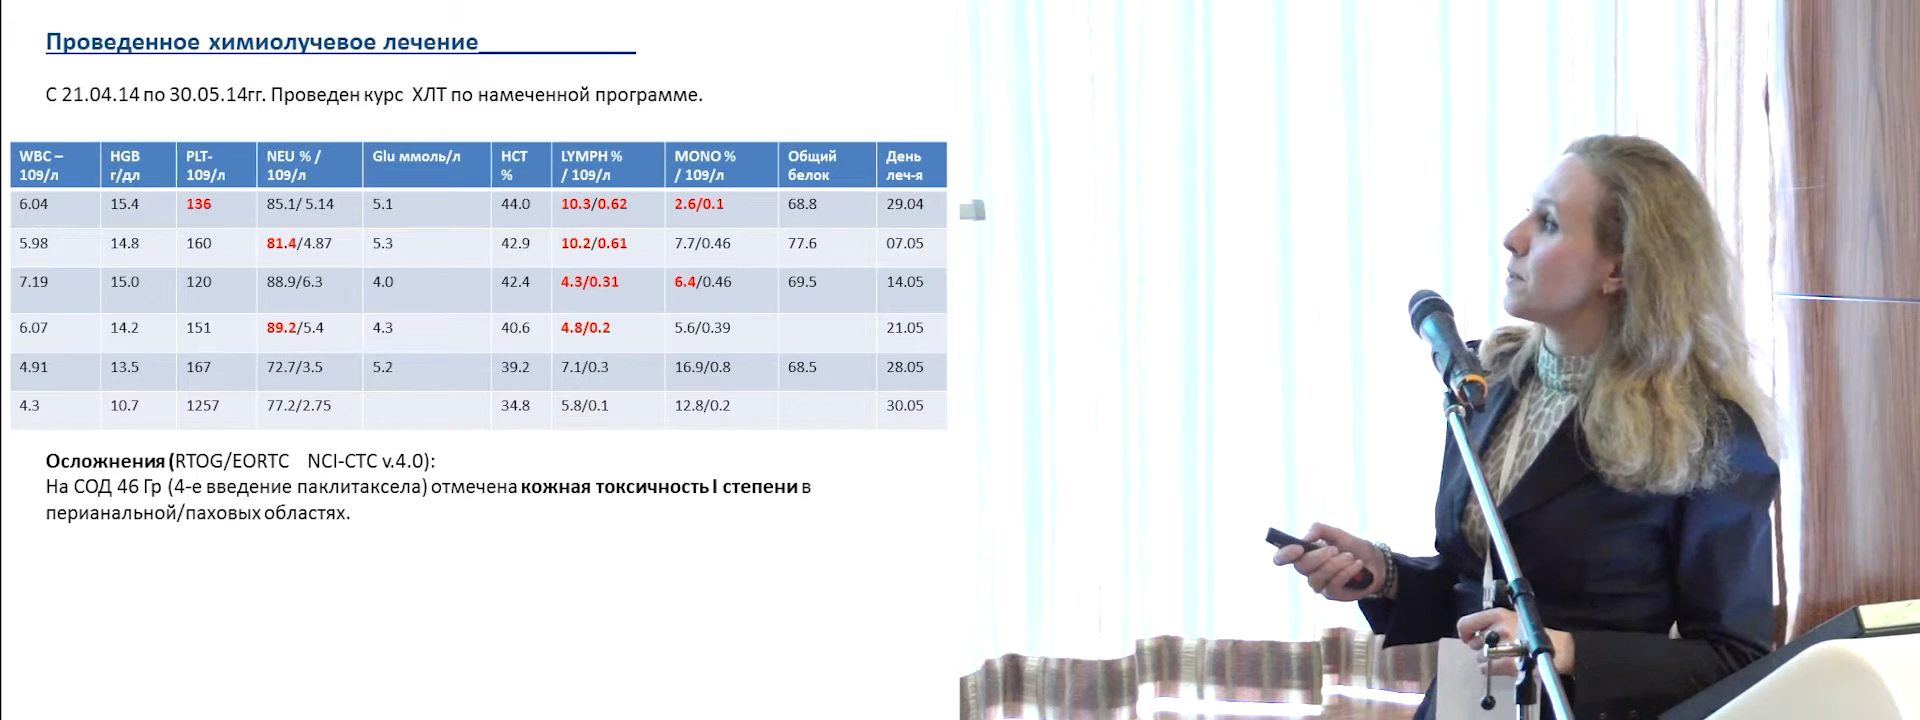 Проведенное химиолучевое лечение
С 21.04.14 по 30.05.14гг. Проведен курс ХЛТ по намеченной программе.
WBC – 109/л HGB г/дл PLT- 109/л NEU % / 109/л Glu ммоль/л HCT % LYMPH % / 109/л MONO % / 109/л Общий белок День леч-я
6.04 15.4 136 85.1/ 5.14 5.1 44.0 10.3/0.62 2.6/0.1 68.8 29.04
5.98 14.8 160 81.4/4.87 5.3 42.9 10.2/0.61 7.7/0.46 77.6 07.05
7.19 15.0 120 88.9/6.3 4.0 42.4 4.3/0.31 6.4/0.46 69.5 14.05
6.07 14.2 151 89.2/5.4 4.3 40.6 4.8/0.2 5.6/0.39 21.05
4.91 13.5 167 72.7/3.5 5.2 39.2 7.1/0.3 16.9/0.8 68.5 28.05
4.3 10.7 1257 77.2/2.75 34.8 5.8/0.1 12.8/0.2 30.05
Осложнения (RTOG/EORTC NCI-CTC v.4.0):
На СОД 46 Гр (4-е введение паклитаксела) отмечена кожная токсичность I степени в
перианальной/паховых областях.